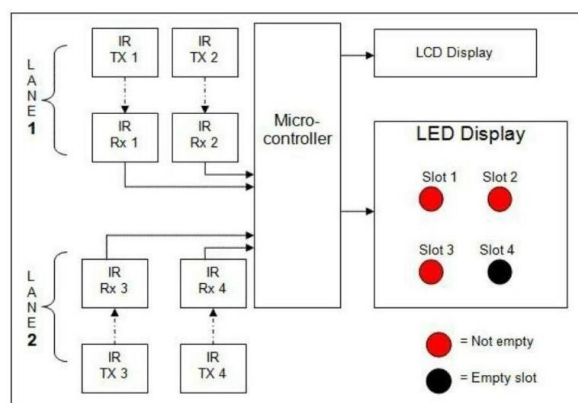 LANE 1
IR
TX 1
IR
TX 2
IR
Rx 1
IR
Rx 2
Micro-
controller
LCD Display
LED Display
Slot 1
Slot 2
Slot 3
Slot 4
= Not empty
= Empty slot
LANE 2
IR
Rx 3
IR
Rx 4
IR
TX 3
IR
TX 4